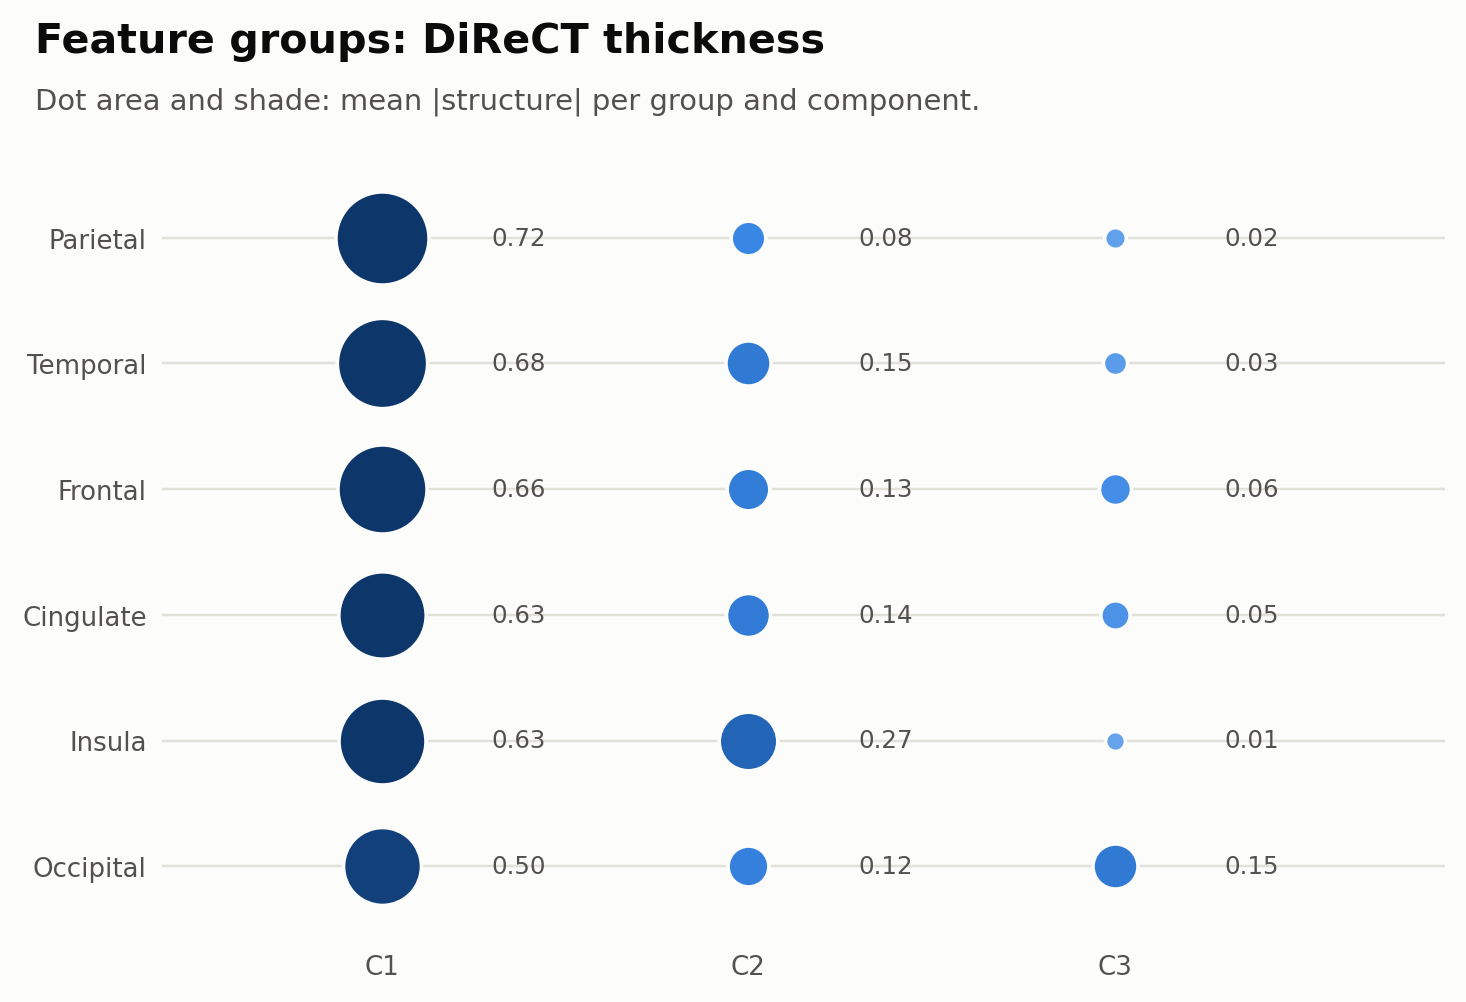 Feature groups: DiReCT thickness
Dot area and shade: mean |structure| per group and component.
Parietal 0.72 0.08 0.02
Temporal 0.68 0.15 0.03
Frontal 0.66 0.13 0.06
Cingulate 0.63 0.14 0.05
Insula 0.63 0.27 0.01
Occipital 0.50 0.12 0.15
C1 C2 C3